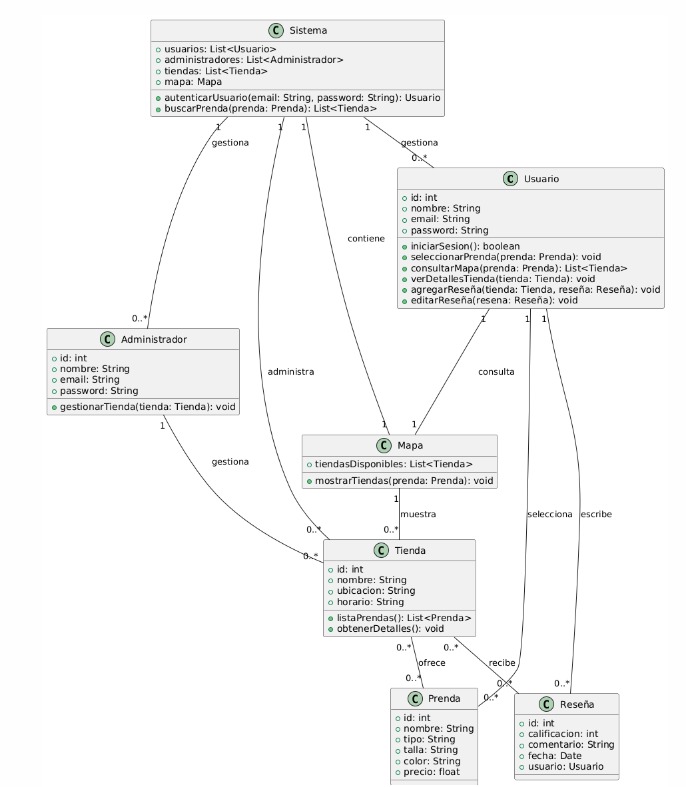 C Sistema
usuarios: List<Usuario>
administradores: List<Administrador>
tiendas: List<Tienda>
mapa: Mapa
autenticarUsuario(email: String, password: String): Usuario
buscarPrenda(prenda: Prenda): List<Tienda>
1 1 1 1
gestiona gestiona
0..*
C Usuario
id: int
nombre: String
email: String
password: String
iniciarSesion(): boolean
seleccionarPrenda(prenda: Prenda): void
consultarMapa(prenda: Prenda): List<Tienda>
verDetallesTienda(tienda: Tienda): void
agregarReseña(tienda: Tienda, reseña: Reseña): void
editarReseña(resena: Reseña): void
contiene
0..*
1 1 1
C Administrador
id: int
nombre: String
email: String
password: String
gestionarTienda(tienda: Tienda): void
administra
consulta
1
1 1
C Mapa
tiendasDisponibles: List<Tienda>
mostrarTiendas(prenda: Prenda): void
gestiona
1
muestra
selecciona escribe
0..* 0..*
0..*
C Tienda
id: int
nombre: String
ubicacion: String
horario: String
listaPrendas(): List<Prenda>
obtenerDetalles(): void
0..* 0..*
ofrece recibe
0..* 0..* 0..*
0..*
C Prenda
id: int
nombre: String
tipo: String
talla: String
color: String
precio: float
C Reseña
id: int
calificacion: int
comentario: String
fecha: Date
usuario: Usuario